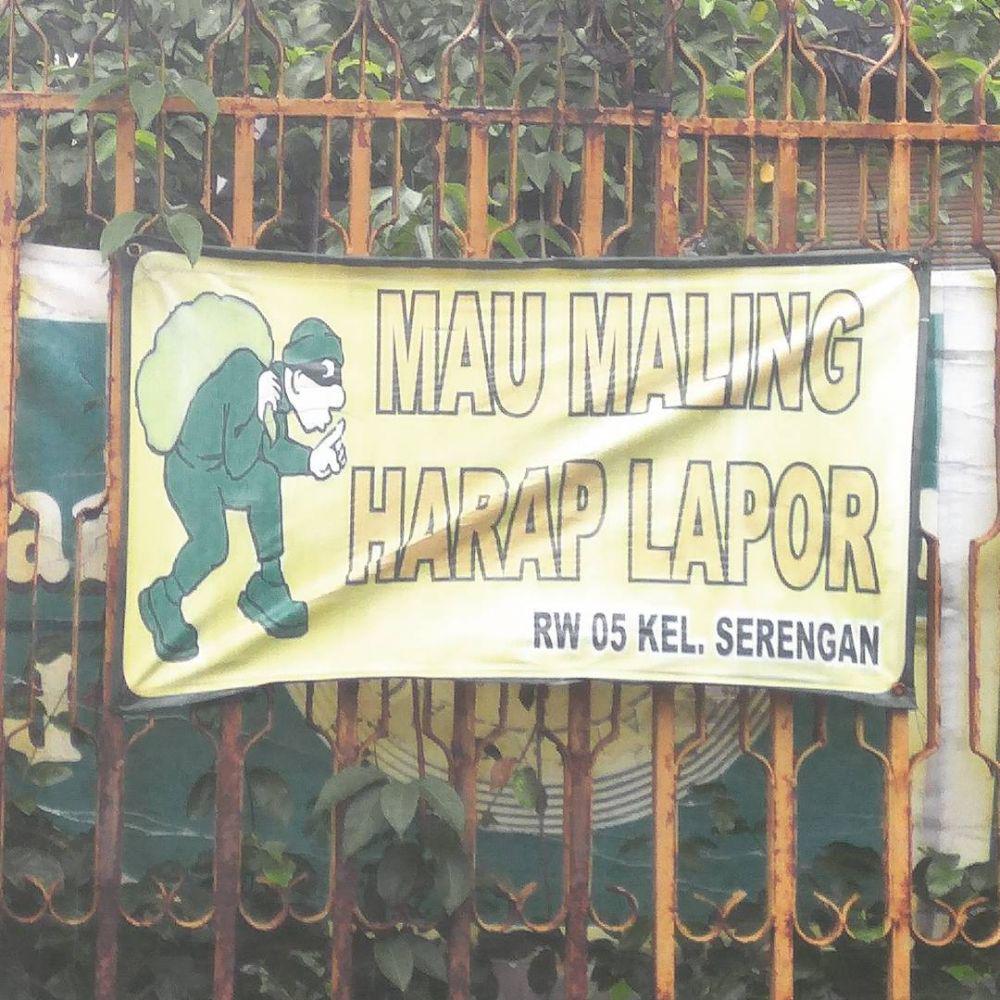 MAU MALING
HARAP LAPOR
RW 05 KEL. SERENGAN